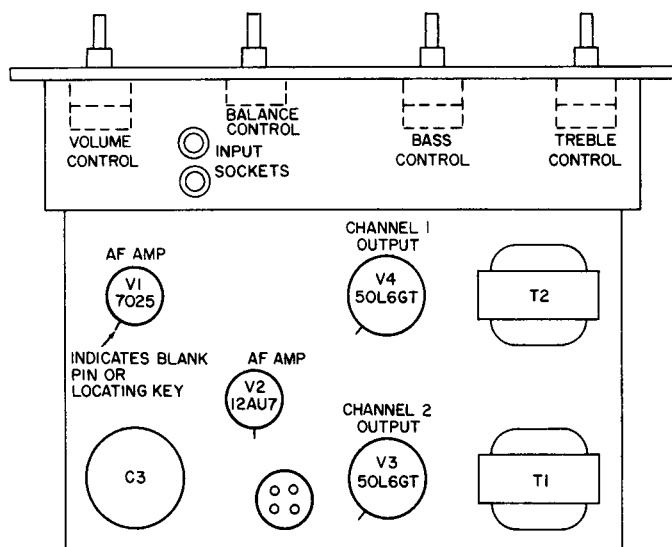 VOLUME
CONTROL
BALANCE
CONTROL
INPUT
SOCKETS
BASS
CONTROL
TREBLE
CONTROL
AF AMP
V1
7025
INDICATES BLANK
PIN OR
LOCATING KEY
AF AMP
V2
12AU7
CHANNEL 1
OUTPUT
V4
50L6GT
T2
CHANNEL 2
OUTPUT
V3
50L6GT
T1
C3